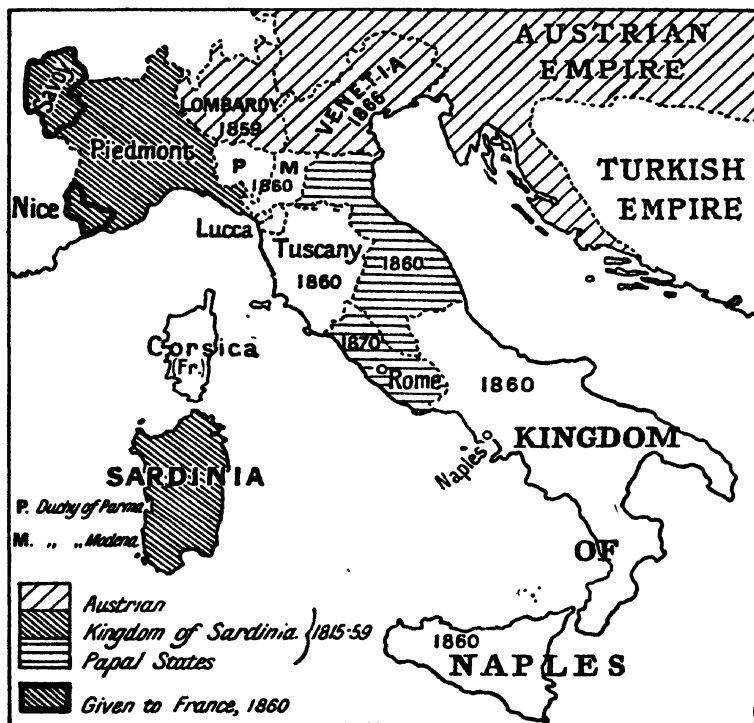 AUSTRIAN
EMPIRE
Savoy
LOMBARDY
1859
VENETIA
1866
Piedmont
P
M
1860
TURKISH
EMPIRE
Nice
Lucca
Tuscany
1860
1860
1870
Corsica
(Fr.)
Rome
1860
KINGDOM
Naples
SARDINIA
P. Duchy of Parma
M. „ „ Modena
OF
Austrian
Kingdom of Sardinia
1815-59
Papal States
1860
NAPLES
Given to France, 1860